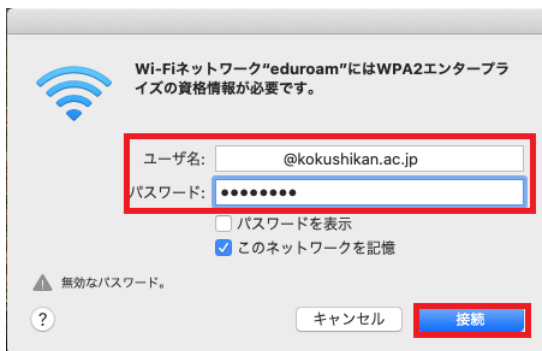 Wi-Fiネットワーク“eduroam”にはWPA2エンタープラ
イズの資格情報が必要です。
ユーザ名: @kokushikan.ac.jp
パスワード: ••••••••
パスワードを表示
このネットワークを記憶
無効なパスワード。
? キャンセル 接続